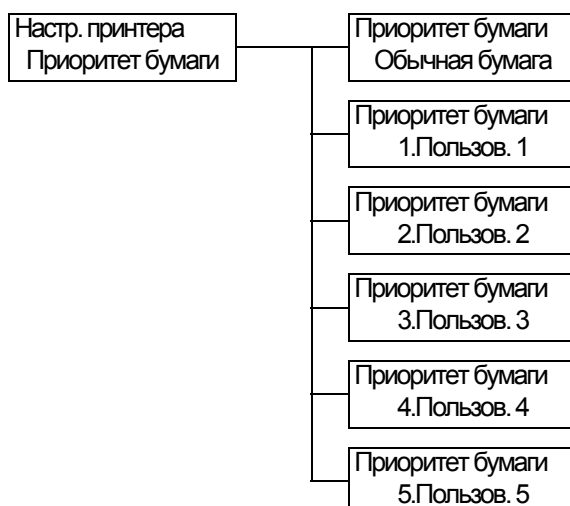 Настр. принтера
Приоритет бумаги
Приоритет бумаги
Обычная бумага
Приоритет бумаги
1.Пользов. 1
Приоритет бумаги
2.Пользов. 2
Приоритет бумаги
3.Пользов. 3
Приоритет бумаги
4.Пользов. 4
Приоритет бумаги
5.Пользов. 5